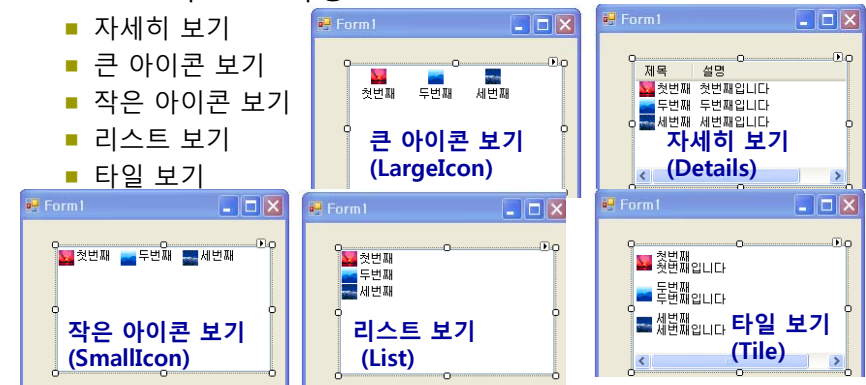 자세히 보기
큰 아이콘 보기
작은 아이콘 보기
리스트 보기
타일 보기
Form1
첫번째 두번째 세번째
큰 아이콘 보기
(LargeIcon)
Form1
제목 설명
첫번째 첫번째입니다
두번째 두번째입니다
세번째 세번째입니다
자세히 보기
(Details)
Form1
첫번째 두번째 세번째
작은 아이콘 보기
(SmallIcon)
Form1
첫번째
두번째
세번째
리스트 보기
(List)
Form1
첫번째
첫번째입니다
두번째
두번째입니다
세번째
세번째입니다
타일 보기
(Tile)